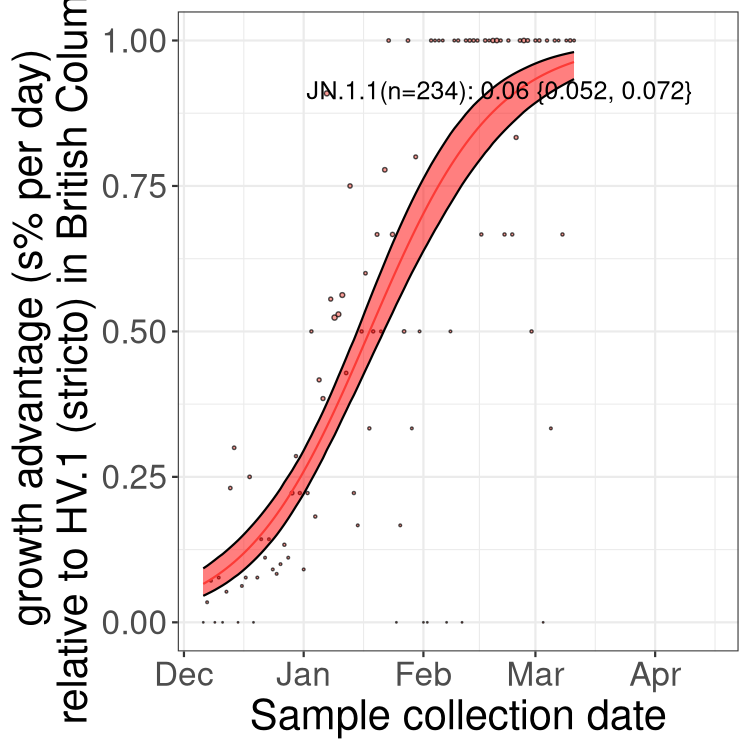 growth advantage (s% per day)
relative to HV.1 (stricto) in British Colum
1.00
0.75
0.50
0.25
0.00
JN.1.1(n=234): 0.06 {0.052, 0.072}
Dec Jan Feb Mar Apr
Sample collection date